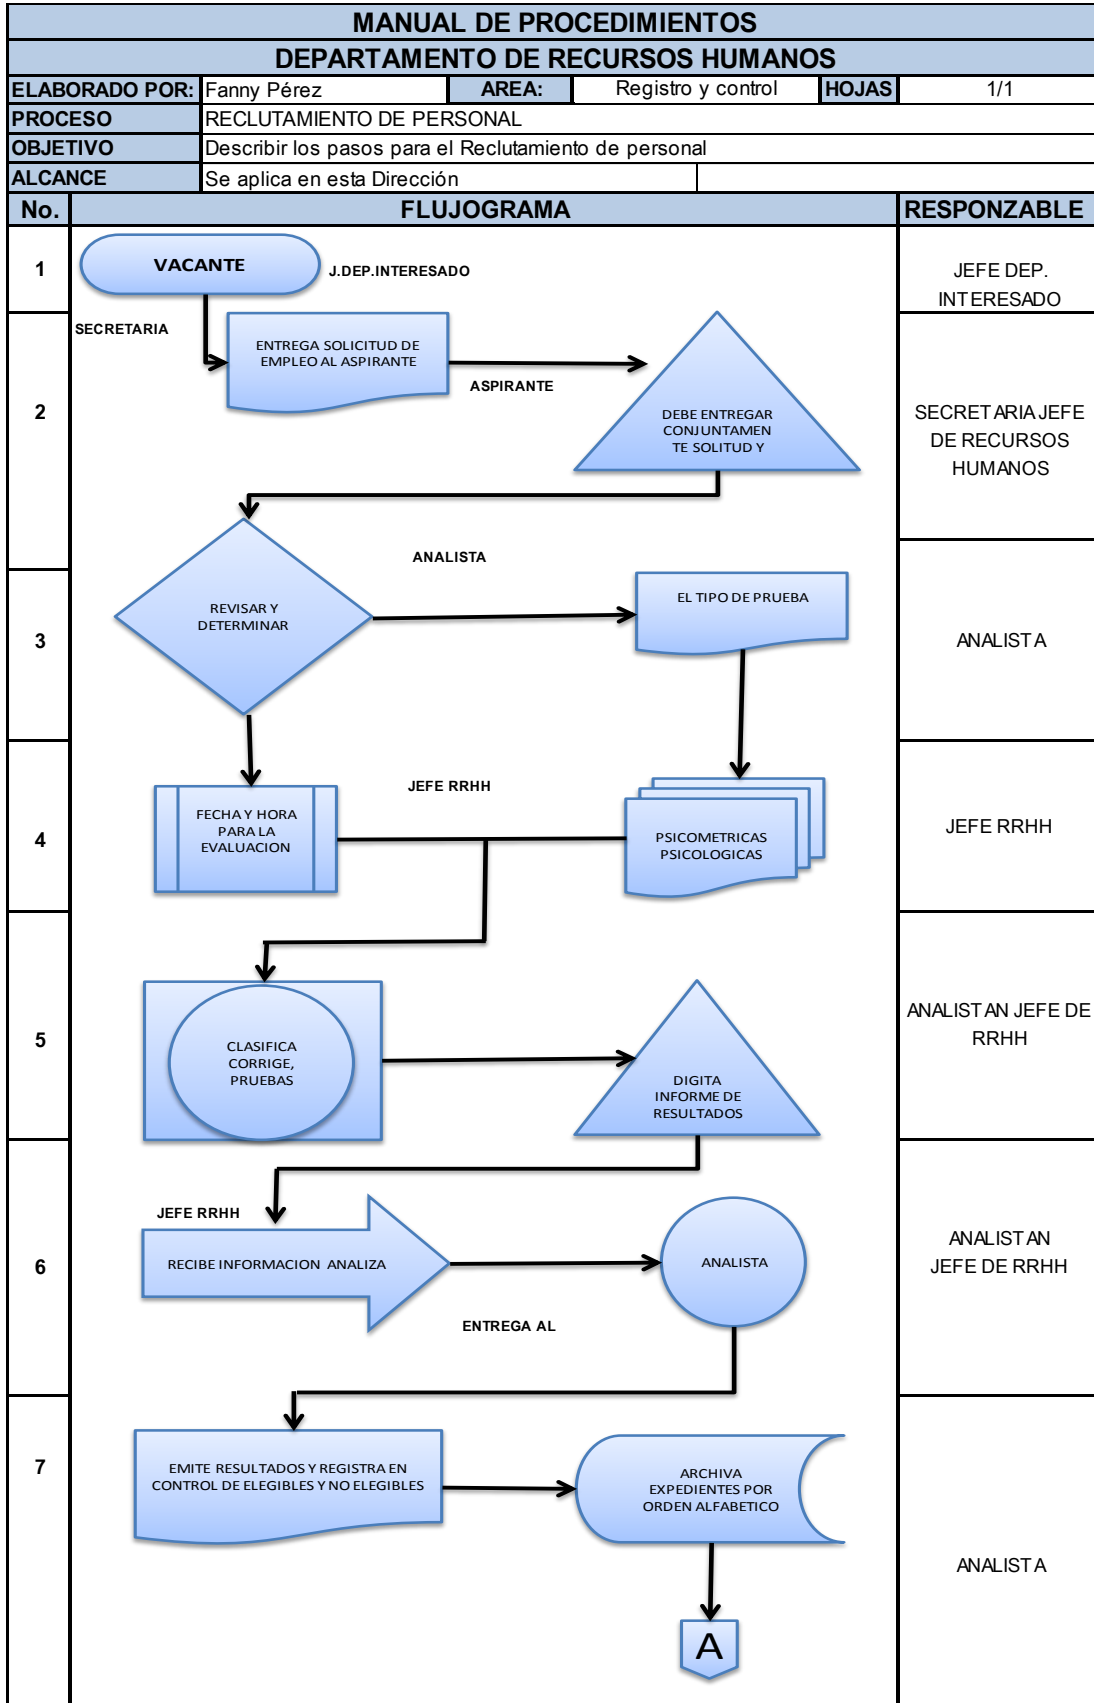 MANUAL DE PROCEDIMIENTOS
DEPARTAMENTO DE RECURSOS HUMANOS
ELABORADO POR: Fanny Pérez AREA: Registro y control HOJAS 1/1
PROCESO RECLUTAMIENTO DE PERSONAL
OBJETIVO Describir los pasos para el Reclutamiento de personal
ALCANCE Se aplica en esta Dirección
No. FLUJOGRAMA RESPONZABLE
1
VACANTE
J.DEP.INTERESADO
JEFE DEP.
INTERESADO
SECRETARIA
2
ENTREGA SOLICITUD DE
EMPLEO AL ASPIRANTE
ASPIRANTE
DEBE ENTREGAR
CONJUNTAMEN
TE SOLITUD Y
SECRETARIA JEFE
DE RECURSOS
HUMANOS
ANALISTA
3
REVISAR Y
DETERMINAR
EL TIPO DE PRUEBA
ANALISTA
JEFE RRHH
4
FECHA Y HORA
PARA LA
EVALUACION
PSICOMETRICAS
PSICOLOGICAS
JEFE RRHH
5
CLASIFICA
CORRIGE,
PRUEBAS
DIGITA
INFORME DE
RESULTADOS
ANALISTAN JEFE DE
RRHH
JEFE RRHH
6
RECIBE INFORMACION ANALIZA
ANALISTA
ENTREGA AL
ANALISTAN
JEFE DE RRHH
7
EMITE RESULTADOS Y REGISTRA EN
CONTROL DE ELEGIBLES Y NO ELEGIBLES
ARCHIVA
EXPEDIENTES POR
ORDEN ALFABETICO
ANALISTA
A